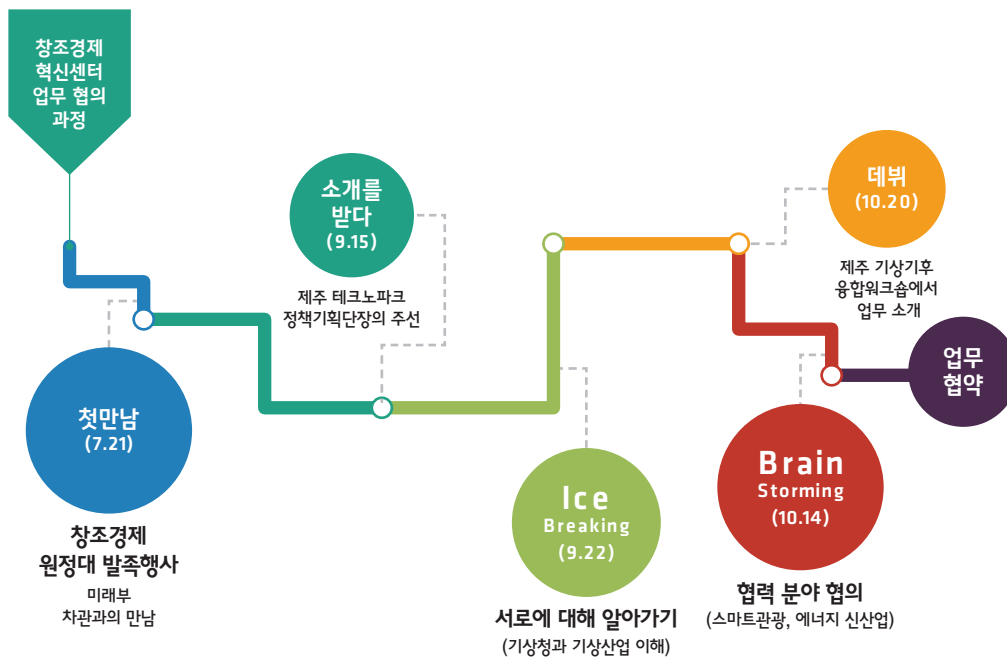 창조경제
혁신센터
업무 협의
과정
첫만남
(7.21)
창조경제
원정대 발족행사
미래부
차관과의 만남
소개를
받다
(9.15)
제주 테크노파크
정책기획단장의 주선
Ice
Breaking
(9.22)
서로에 대해 알아가기
(기상청과 기상산업 이해)
데뷔
(10.20)
제주 기상기후
융합워크숍에서
업무 소개
Brain
Storming
(10.14)
협력 분야 협의
(스마트관광, 에너지 신산업)
업무
협약